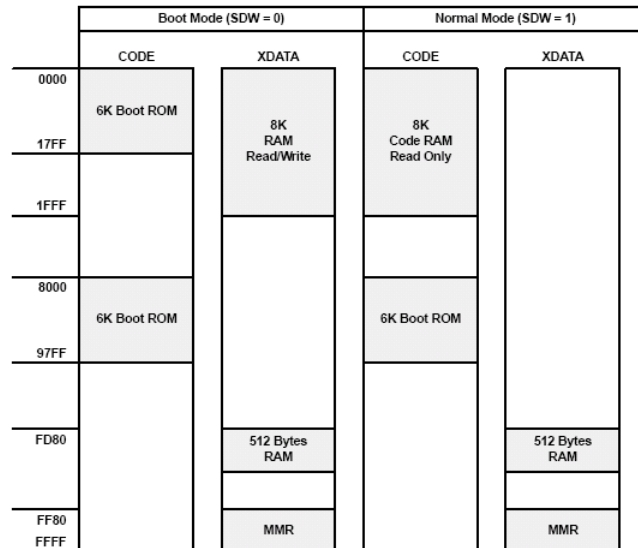 Boot Mode (SDW = 0) Normal Mode (SDW = 1)
CODE XDATA CODE XDATA
0000
6K Boot ROM
8K
RAM
Read/Write
8K
Code RAM
Read Only
17FF
1FFF
8000
6K Boot ROM 6K Boot ROM
97FF
FD80
512 Bytes
RAM
512 Bytes
RAM
FF80
MMR MMR
FFFF